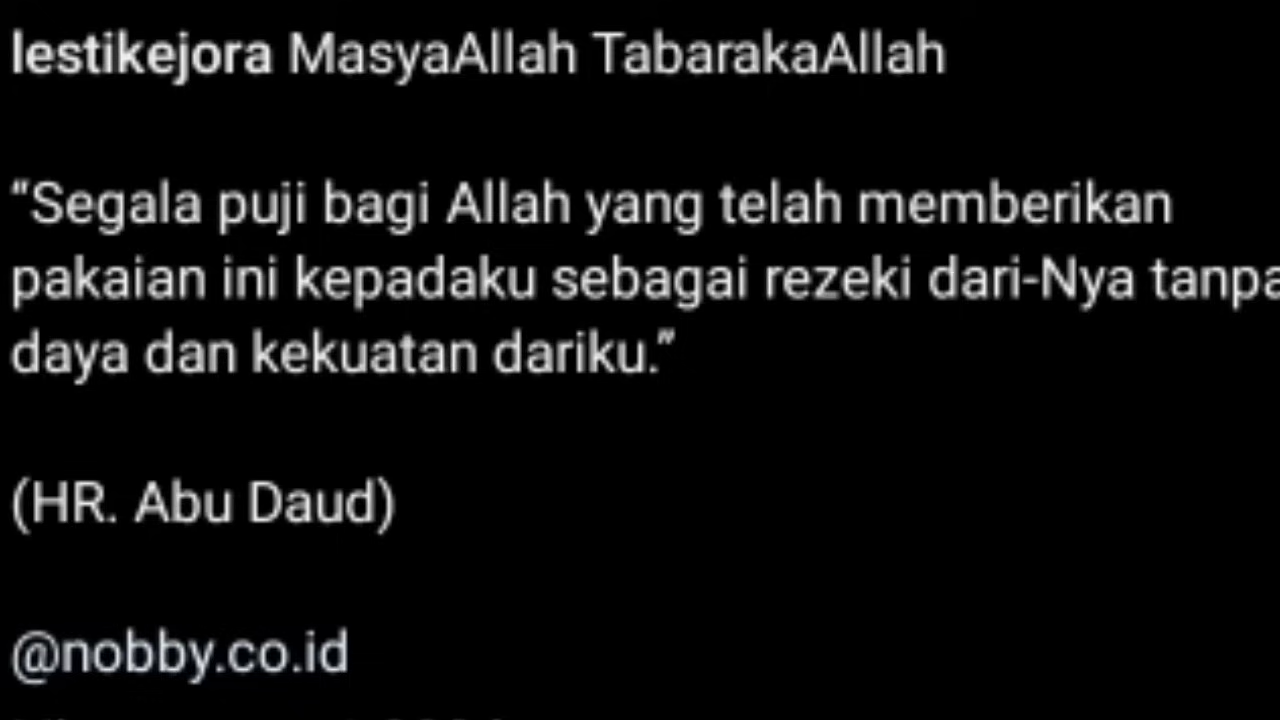 lestikejora MasyaAllah TabarakaAllah
“Segala puji bagi Allah yang telah memberikan
pakaian ini kepadaku sebagai rezeki dari-Nya tanpa
daya dan kekuatan dariku.”
(HR. Abu Daud)
@nobby.co.id